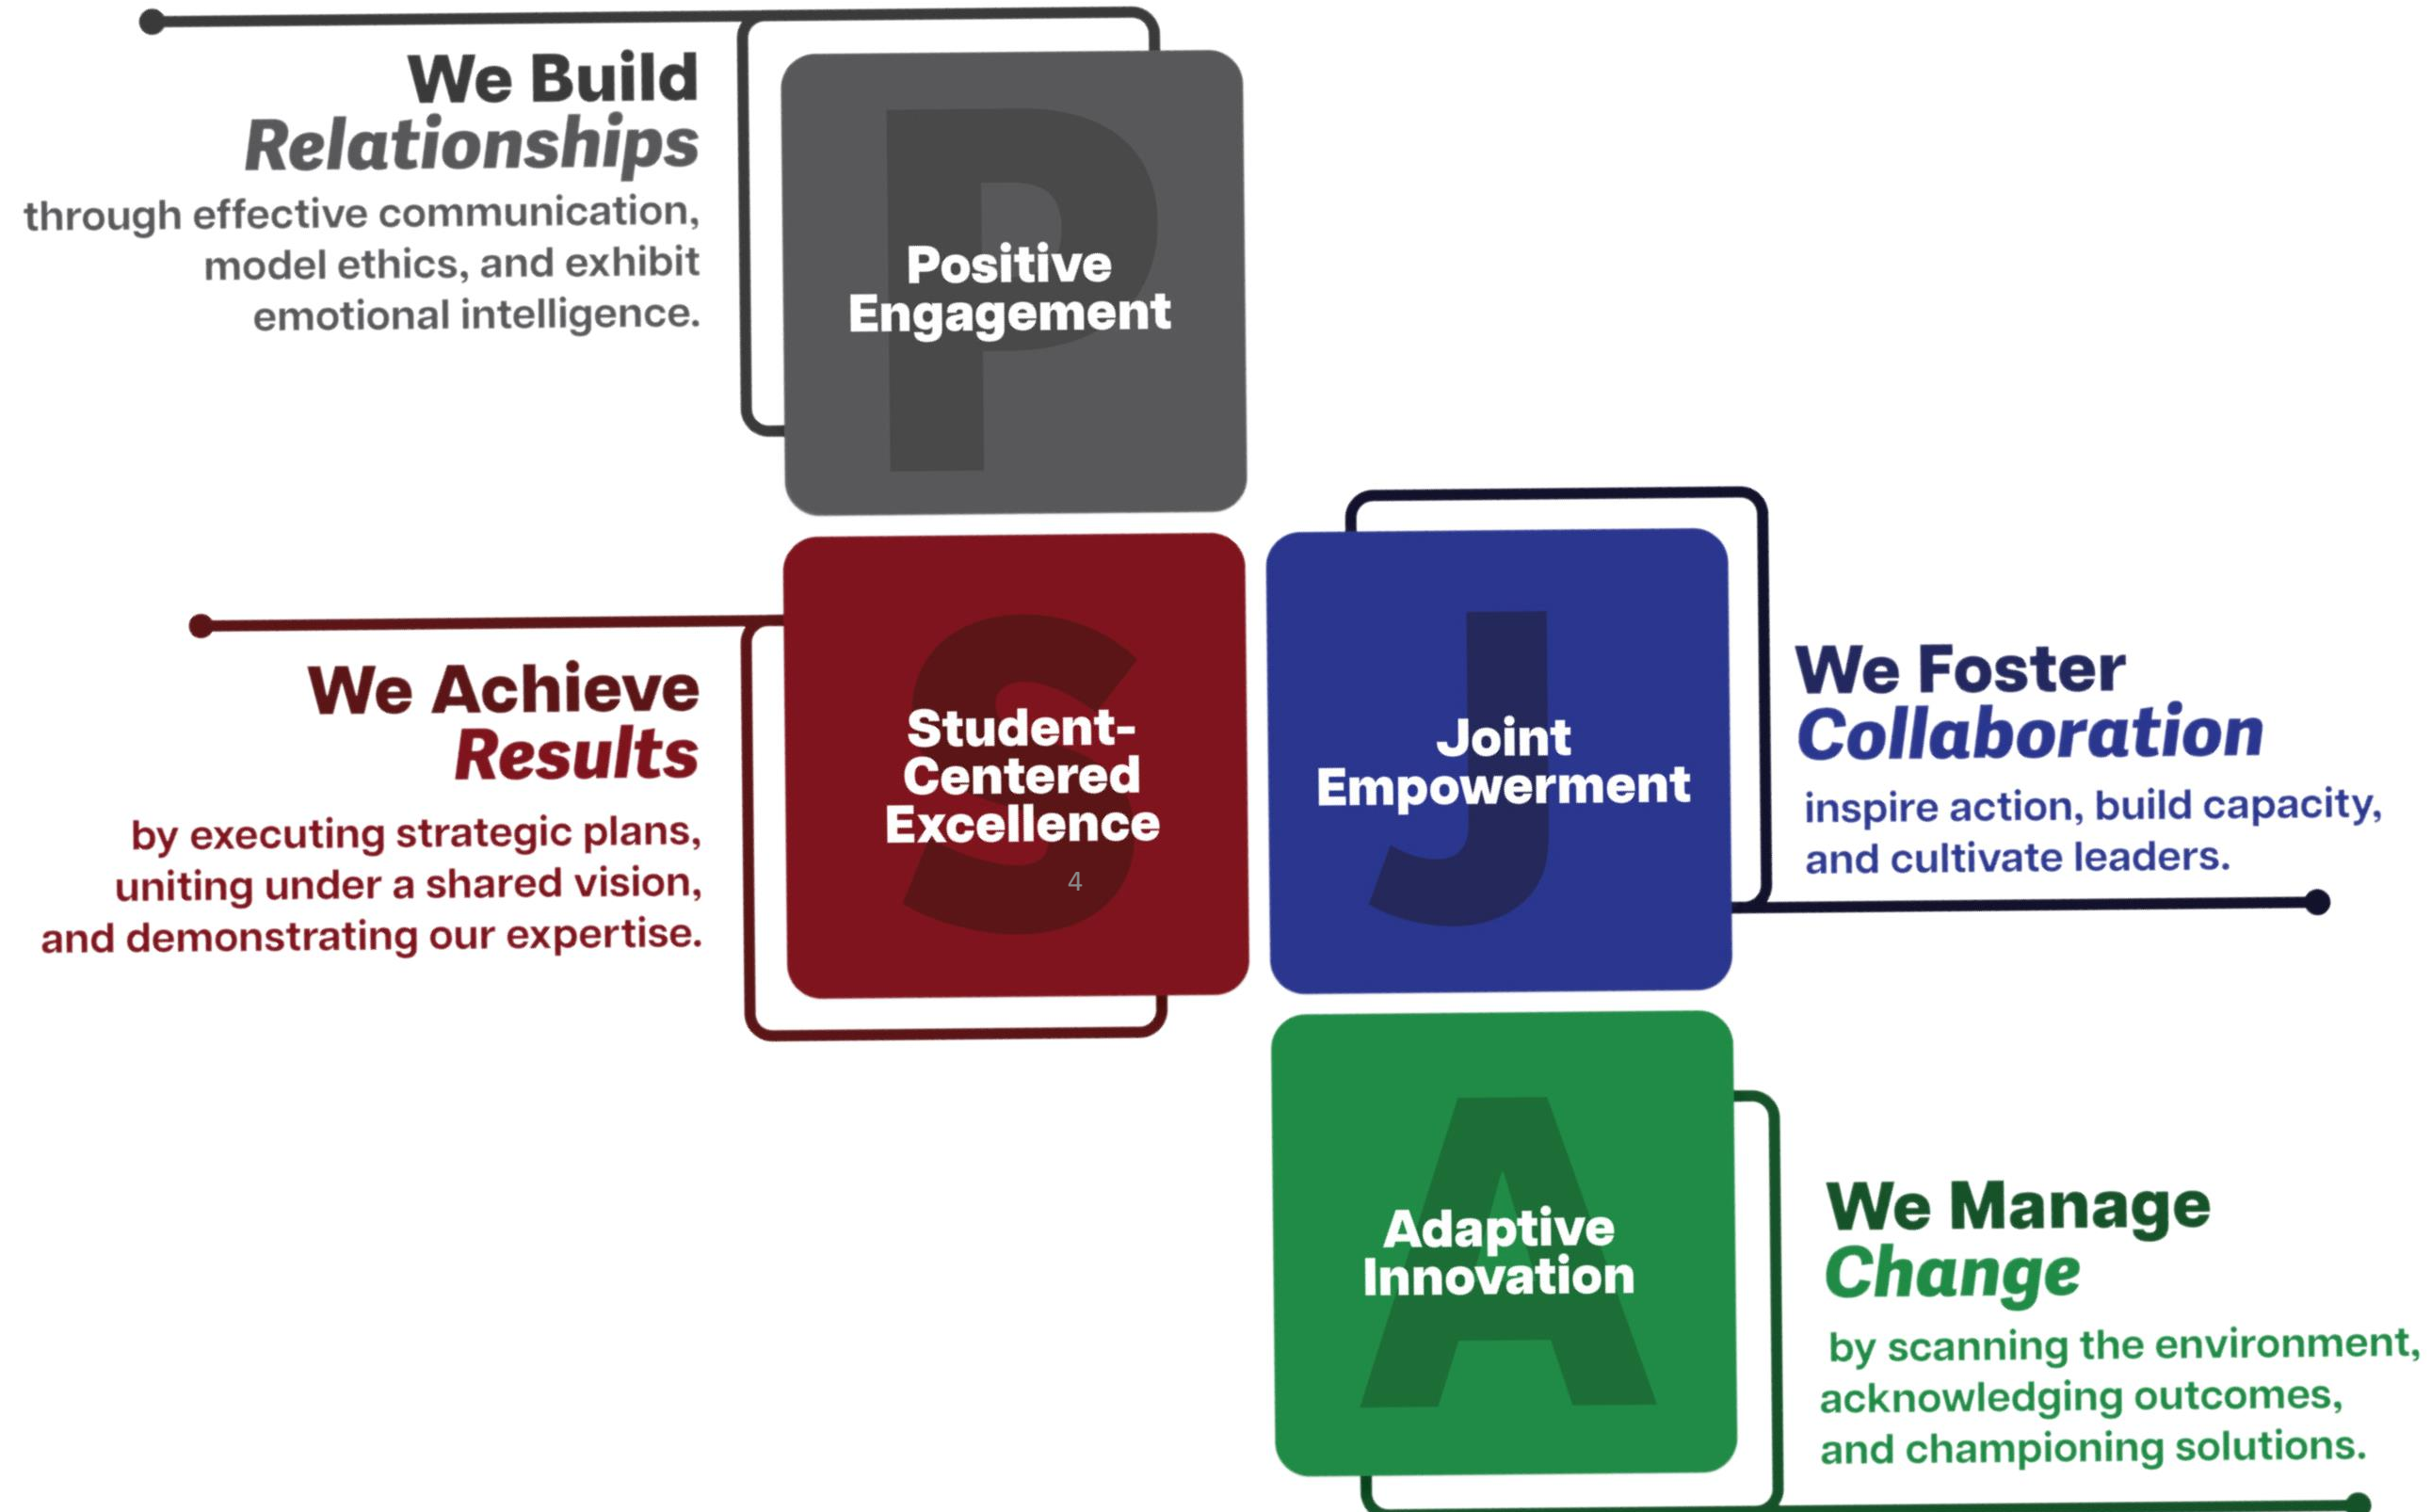 We Build
Relationships
through effective communication,
model ethics, and exhibit
emotional intelligence.
P
Positive
Engagement
We Achieve
Results
by executing strategic plans,
uniting under a shared vision,
and demonstrating our expertise.
S
Student-
Centered
Excellence
4
J
Joint
Empowerment
We Foster
Collaboration
inspire action, build capacity,
and cultivate leaders.
A
Adaptive
Innovation
We Manage
Change
by scanning the environment,
acknowledging outcomes,
and championing solutions.